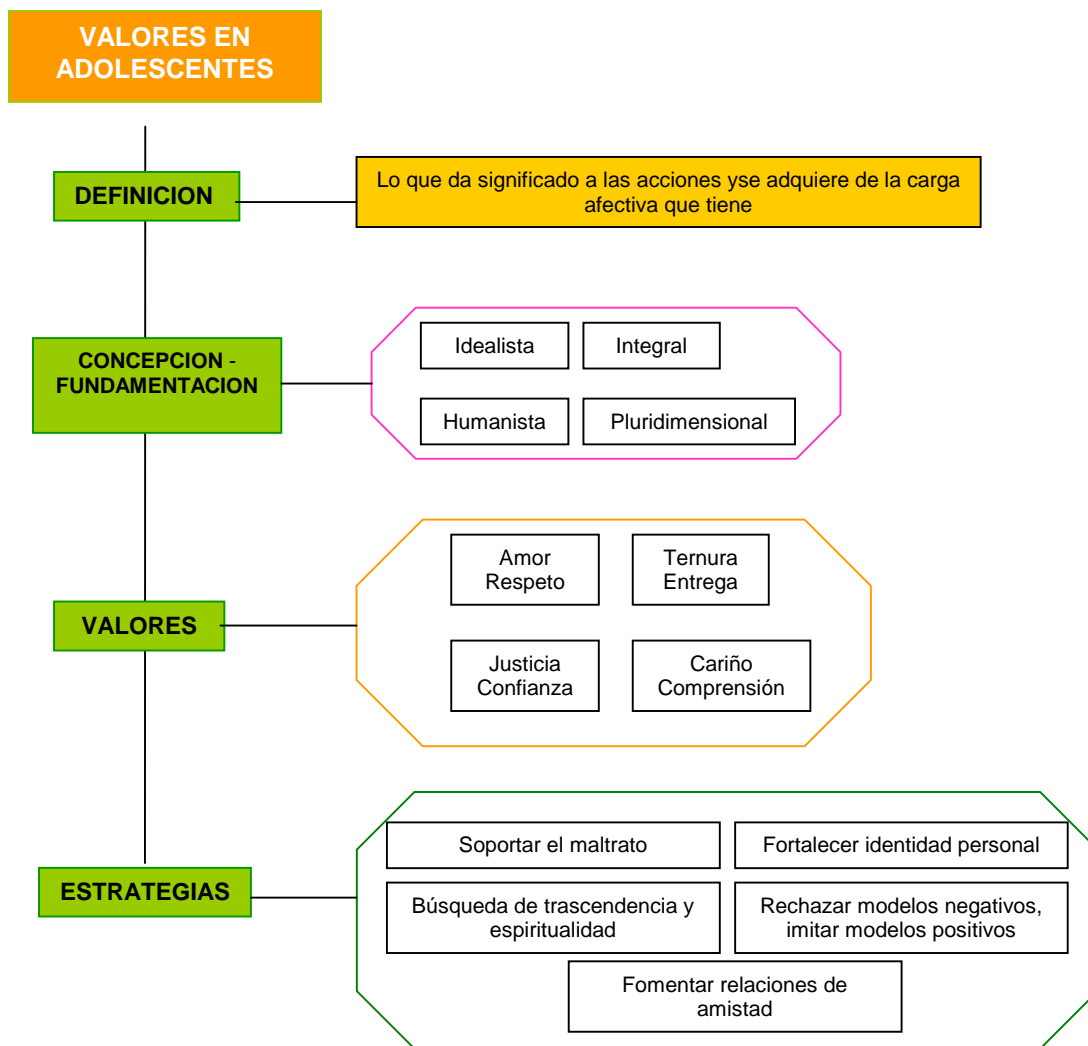 VALORES EN
ADOLESCENTES
DEFINICION
Lo que da significado a las acciones yse adquiere de la carga
afectiva que tiene
CONCEPCION -
FUNDAMENTACION
Idealista
Integral
Humanista
Pluridimensional
VALORES
Amor
Respeto
Ternura
Entrega
Justicia
Confianza
Cariño
Comprensión
ESTRATEGIAS
Soportar el maltrato
Fortalecer identidad personal
Búsqueda de trascendencia y
espiritualidad
Rechazar modelos negativos,
imitar modelos positivos
Fomentar relaciones de
amistad